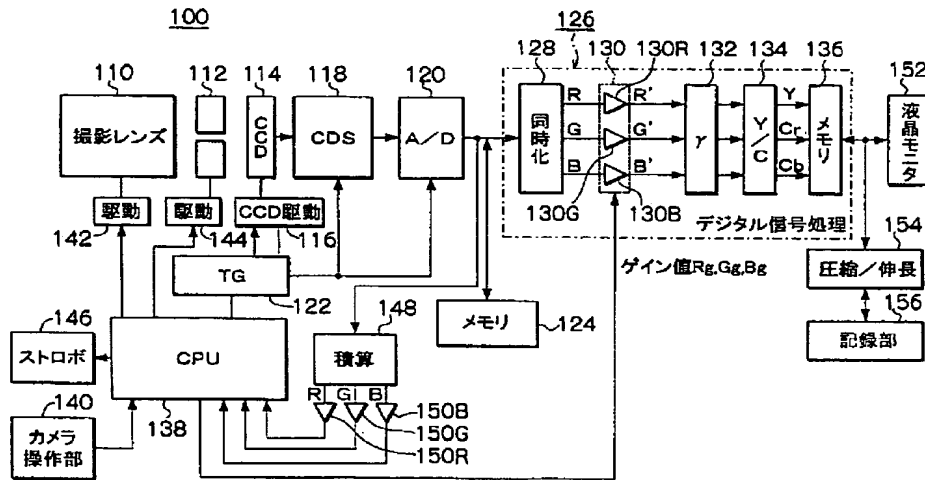 100
126
110
112
114
118
120
128
130
130R
132
134
136
152
撮影レンズ
CCD
CDS
A/D
同時化
R
G
B
R'
G'
B'
γ
Y/C
Y
Cr
Cb
メモリ
液晶モニタ
駆動
駆動
CCD駆動
142
144
116
130G
130B
デジタル信号処理
TG
122
ゲイン値Rg,Gg,Bg
154
圧縮/伸長
146
ストロボ
CPU
148
積算
メモリ
124
156
記録部
R
G
B
150B
150G
150R
140
カメラ
操作部
138